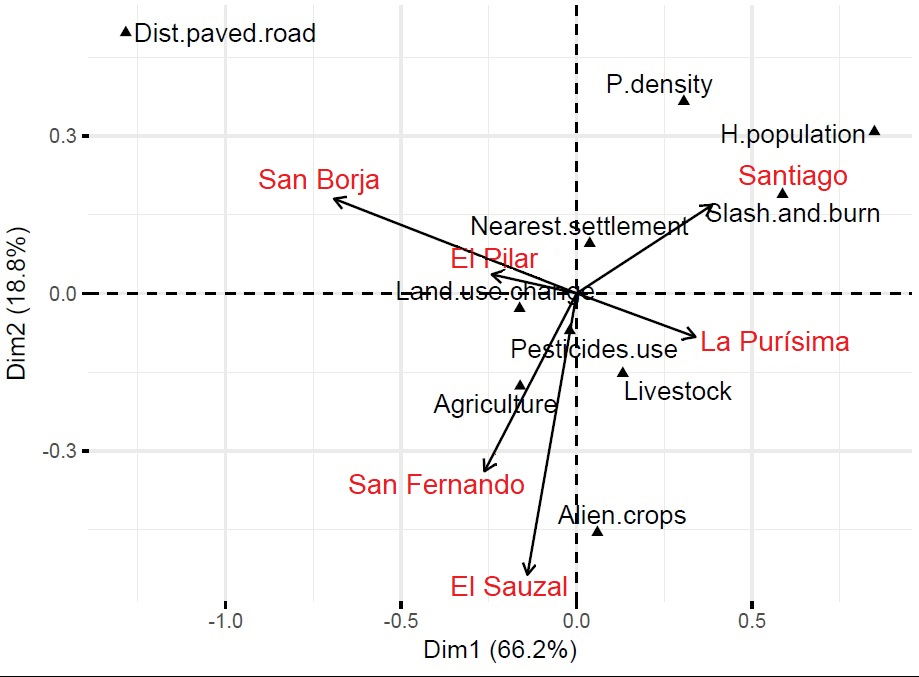 Dist.paved.road
P.density
H.population
0.3
Santiago
San Borja
Slash.and.burn
Nearest.settlement
El Pilar
Land.use.change
0.0
La Purísima
Pesticides.use
Livestock
Agriculture
-0.3
San Fernando
Alien.crops
El Sauzal
Dim2 (18.8%)
-1.0 -0.5 0.0 0.5
Dim1 (66.2%)